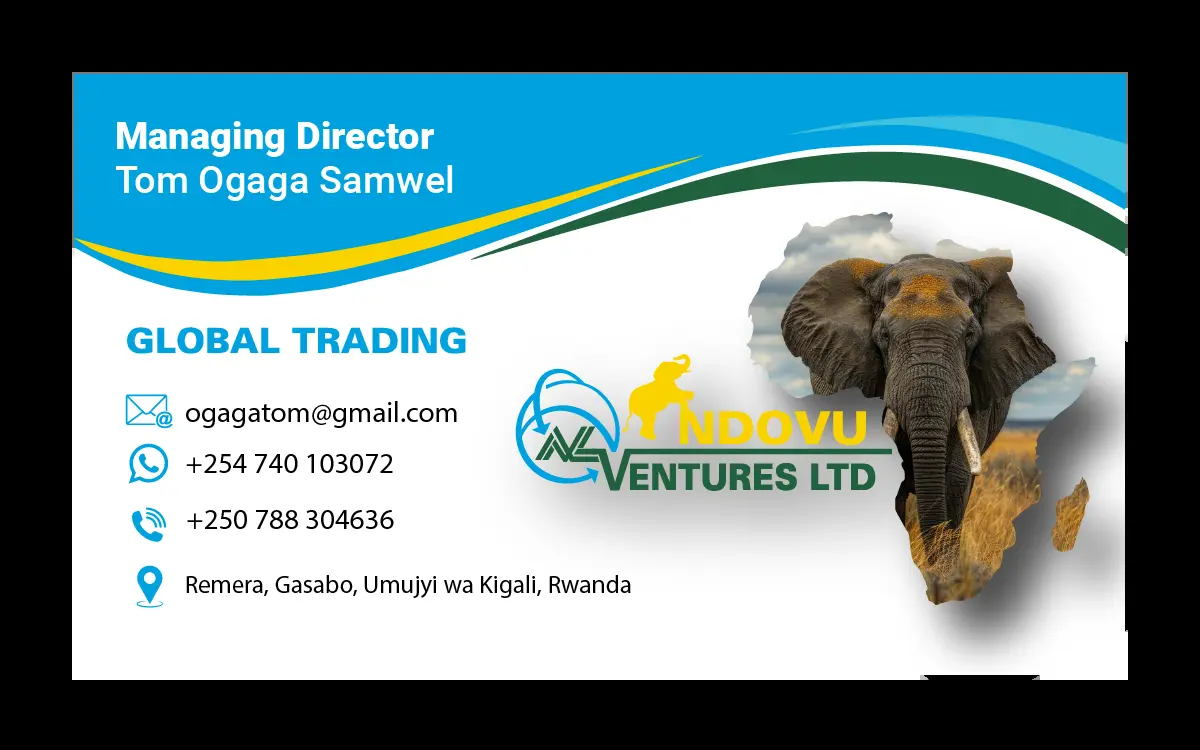 Managing Director
Tom Ogaga Samwel
GLOBAL TRADING
ogagatom@gmail.com
+254 740 103072
+250 788 304636
Remera, Gasabo, Umujyi wa Kigali, Rwanda
NDOVU
NL
VENTURES LTD